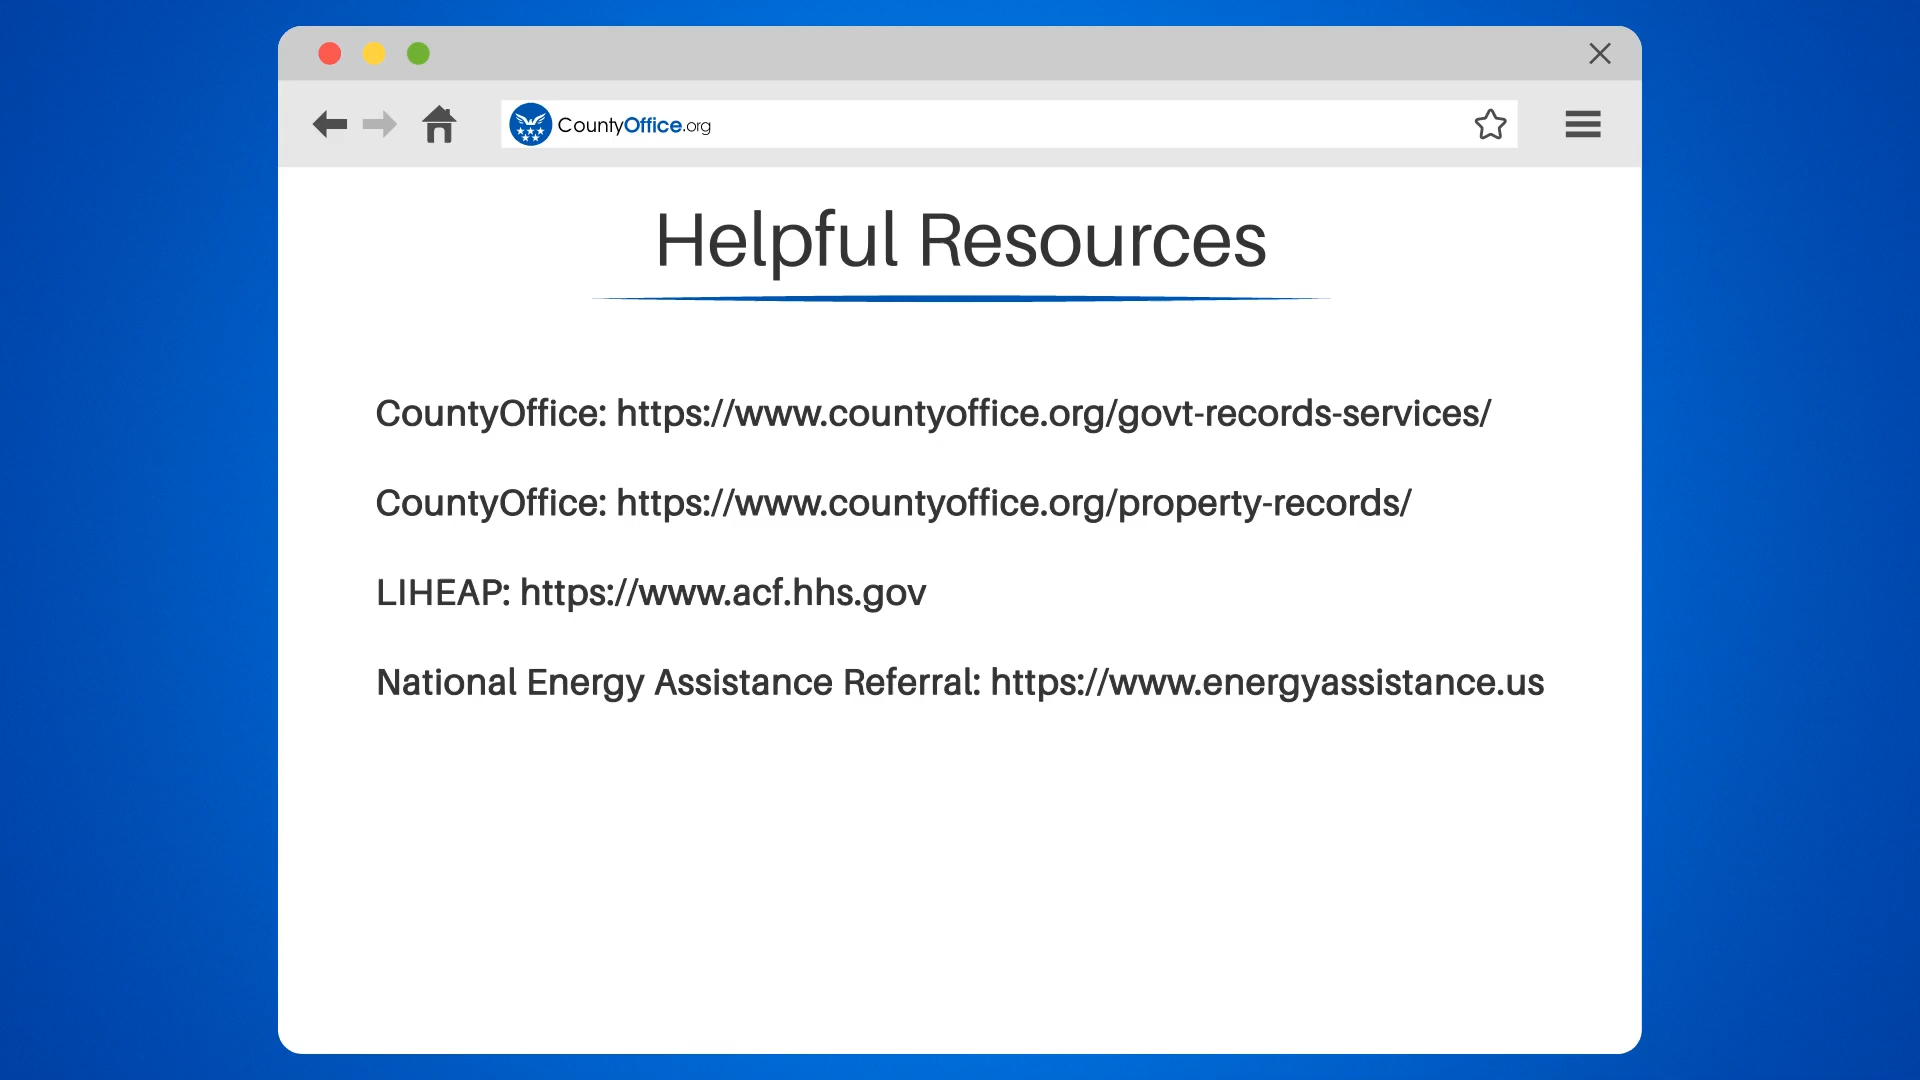 CountyOffice.org
Helpful Resources
CountyOffice: https://www.countyoffice.org/govt-records-services/
CountyOffice: https://www.countyoffice.org/property-records/
LIHEAP: https://www.acf.hhs.gov
National Energy Assistance Referral: https://www.energyassistance.us